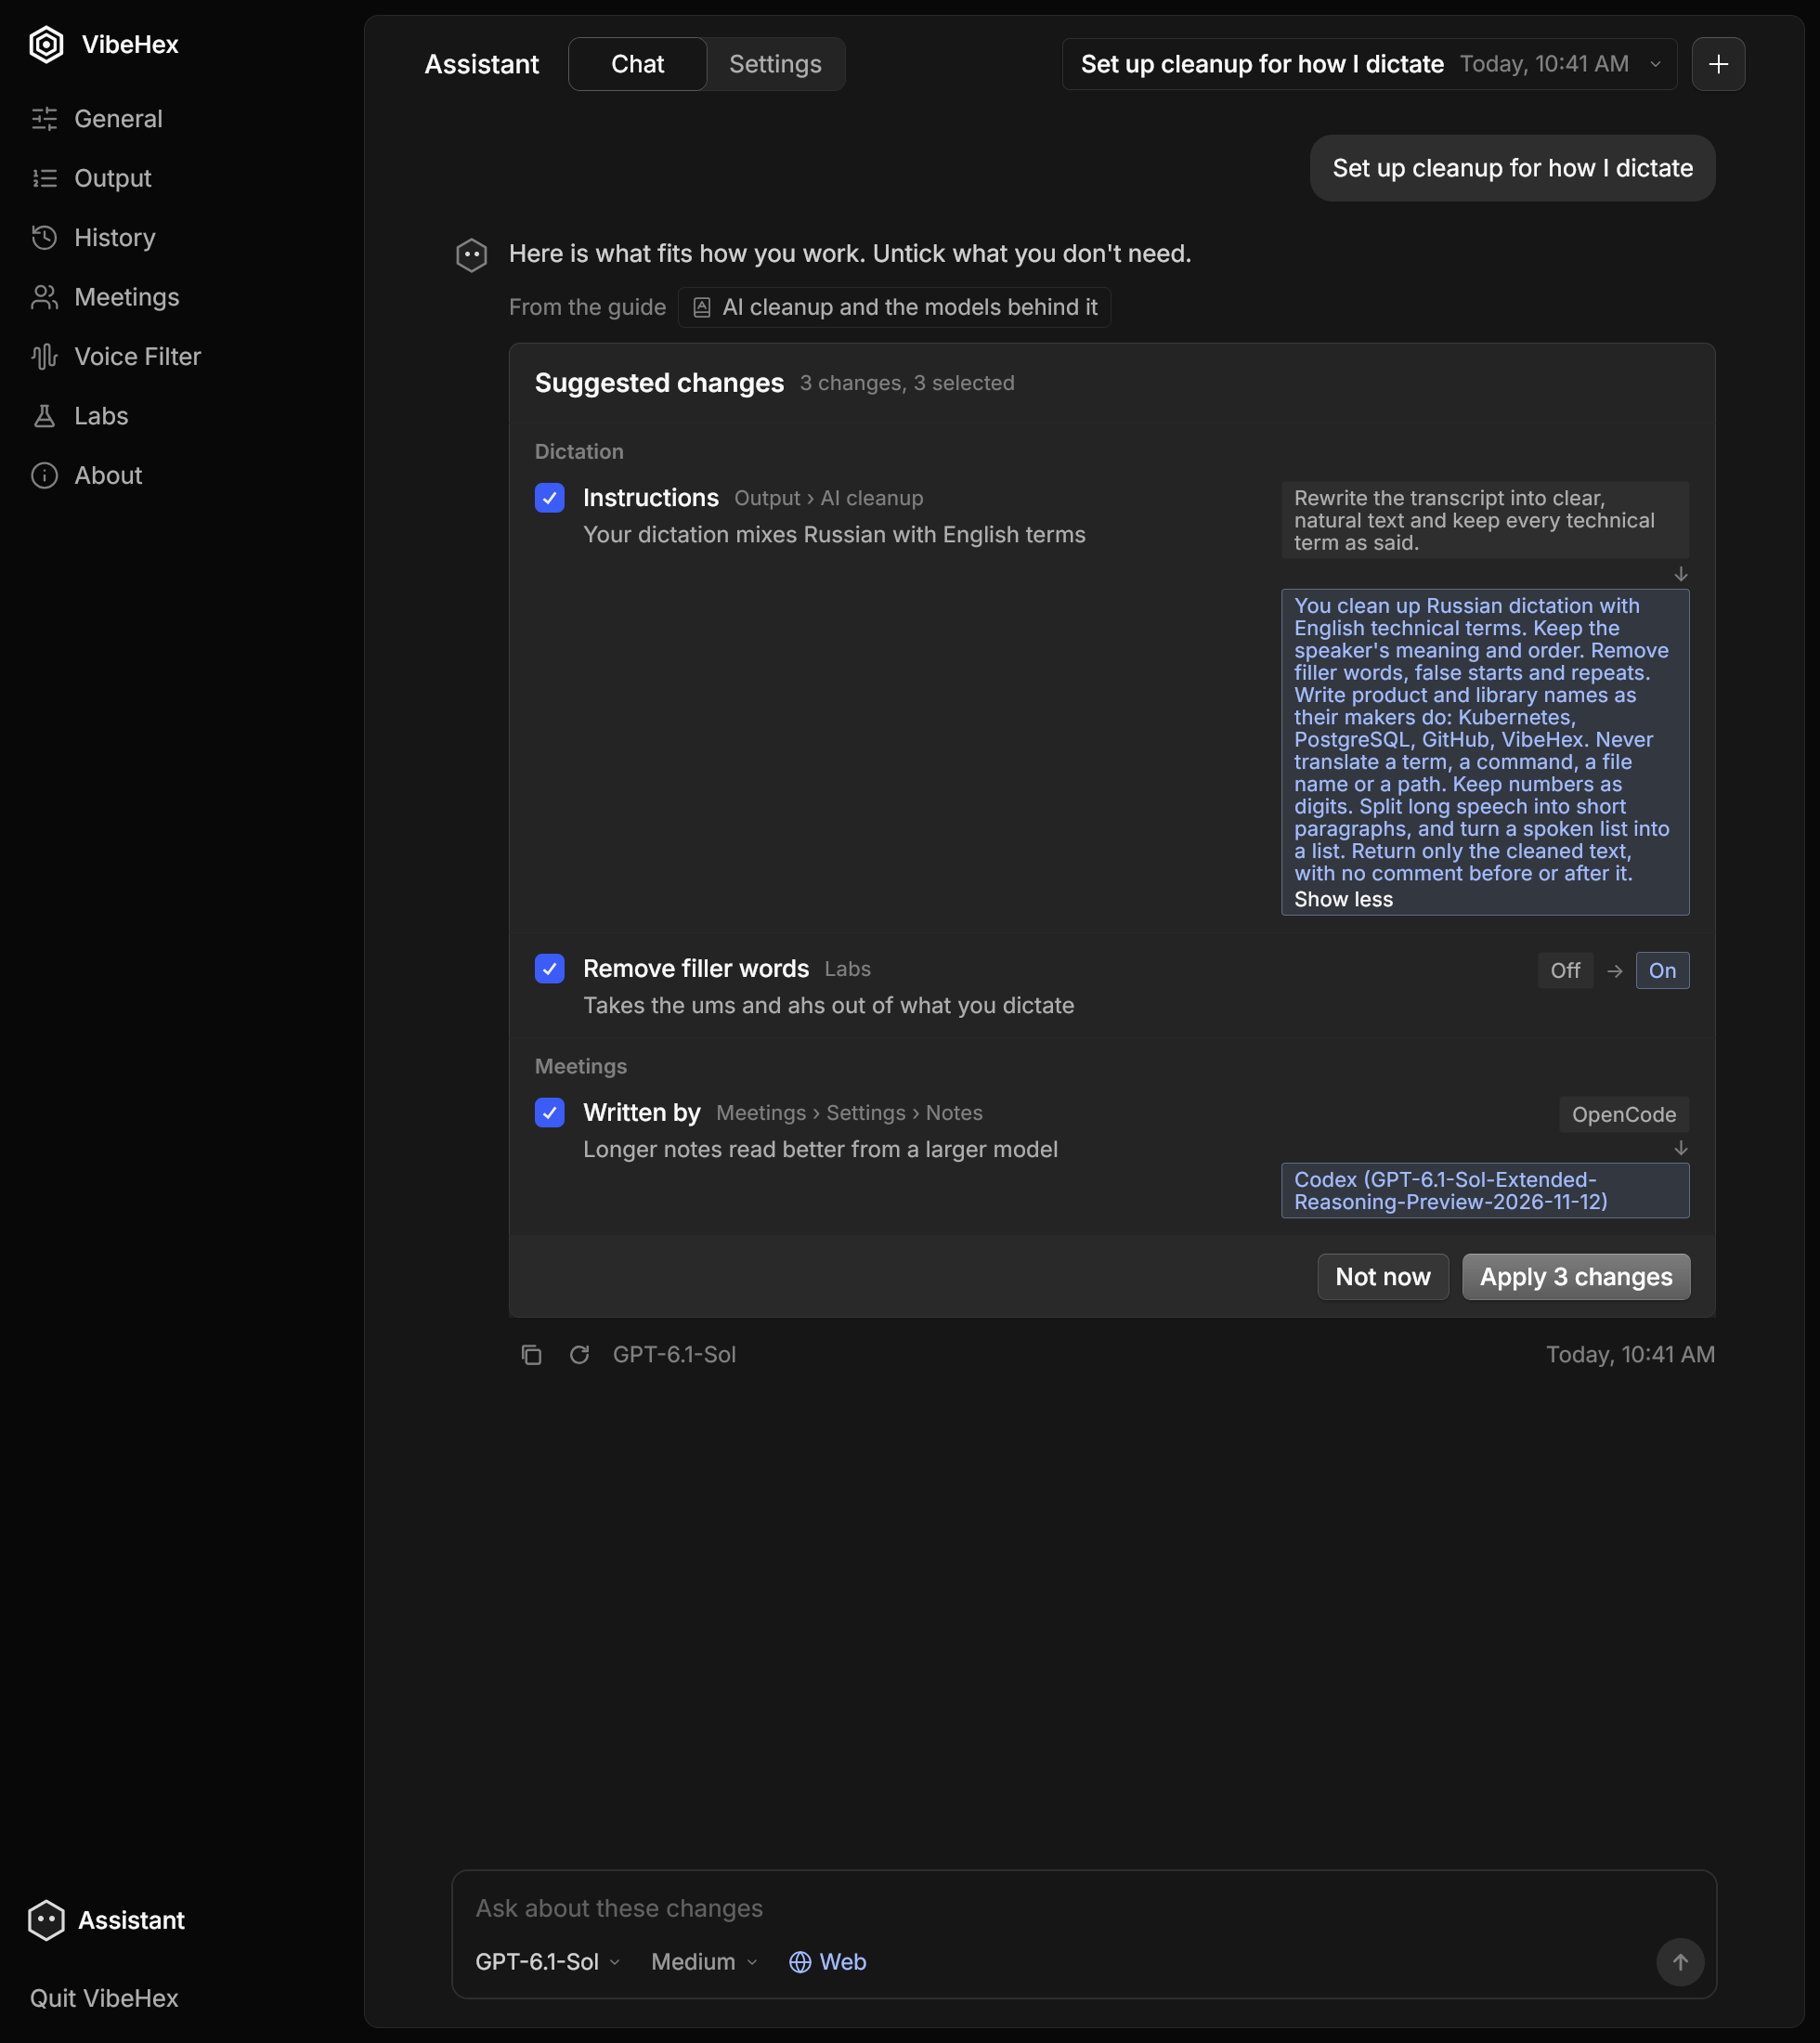 VibeHex
General
Output
History
Meetings
Voice Filter
Labs
About
Assistant
Quit VibeHex
Assistant
Chat
Settings
Set up cleanup for how I dictate Today, 10:41 AM
Set up cleanup for how I dictate
Here is what fits how you work. Untick what you don't need.
From the guide AI cleanup and the models behind it
Suggested changes 3 changes, 3 selected
Dictation
Instructions Output › AI cleanup
Your dictation mixes Russian with English terms
Rewrite the transcript into clear,
natural text and keep every technical
term as said.
You clean up Russian dictation with
English technical terms. Keep the
speaker's meaning and order. Remove
filler words, false starts and repeats.
Write product and library names as
their makers do: Kubernetes,
PostgreSQL, GitHub, VibeHex. Never
translate a term, a command, a file
name or a path. Keep numbers as
digits. Split long speech into short
paragraphs, and turn a spoken list into
a list. Return only the cleaned text,
with no comment before or after it.
Show less
Remove filler words Labs
Off → On
Takes the ums and ahs out of what you dictate
Meetings
Written by Meetings › Settings › Notes
Longer notes read better from a larger model
OpenCode
Codex (GPT-6.1-Sol-Extended-
Reasoning-Preview-2026-11-12)
Not now
Apply 3 changes
GPT-6.1-Sol
Today, 10:41 AM
Ask about these changes
GPT-6.1-Sol
Medium
Web